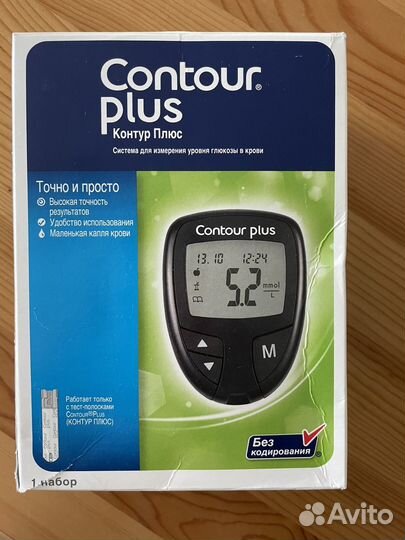 Contour®
plus
Контур Плюс
Система для измерения уровня глюкозы в крови
Точно и просто
Высокая точность
результатов
Удобство использования
Маленькая капля крови
Contour plus
13.10 12:24
5.2 mmol/L
M
Работает только
с тест-полосками
CONTOUR®PLUS
(КОНТУР ПЛЮС)
Без
кодирования
1 набор
Avito